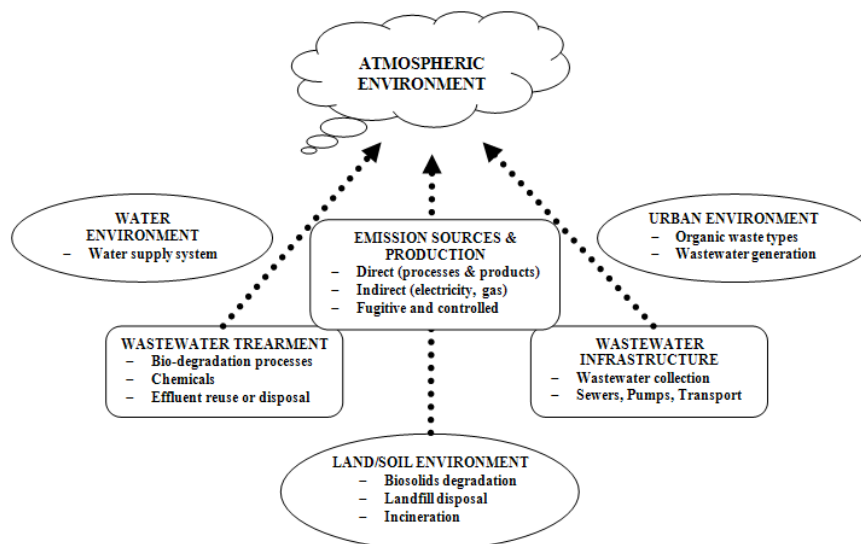 ATMOSPHERIC
ENVIRONMENT
WATER
ENVIRONMENT
– Water supply system
EMISSION SOURCES &
PRODUCTION
– Direct (processes & products)
– Indirect (electricity, gas)
– Fugitive and controlled
URBAN ENVIRONMENT
– Organic waste types
– Wastewater generation
WASTEWATER TREARMENT
– Bio-degradation processes
– Chemicals
– Effluent reuse or disposal
WASTEWATER
INFRASTRUCTURE
– Wastewater collection
– Sewers, Pumps, Transport
LAND/SOIL ENVIRONMENT
– Biosolids degradation
– Landfill disposal
– Incineration